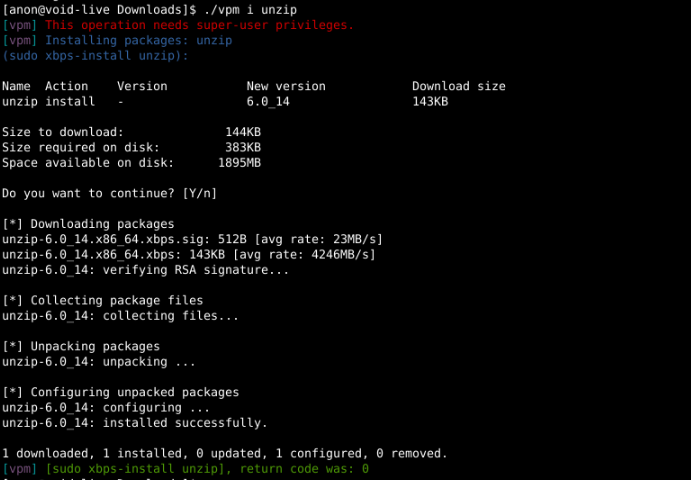 [anon@void-live Downloads]$ ./vpm i unzip
[vpm] This operation needs super-user privileges.
[vpm] Installing packages: unzip
(sudo xbps-install unzip):
Name Action Version New version Download size
unzip install - 6.0_14 143KB
Size to download: 144KB
Size required on disk: 383KB
Space available on disk: 1895MB
Do you want to continue? [Y/n]
[*] Downloading packages
unzip-6.0_14.x86_64.xbps.sig: 512B [avg rate: 23MB/s]
unzip-6.0_14.x86_64.xbps: 143KB [avg rate: 4246MB/s]
unzip-6.0_14: verifying RSA signature...
[*] Collecting package files
unzip-6.0_14: collecting files...
[*] Unpacking packages
unzip-6.0_14: unpacking ...
[*] Configuring unpacked packages
unzip-6.0_14: configuring ...
unzip-6.0_14: installed successfully.
1 downloaded, 1 installed, 0 updated, 1 configured, 0 removed.
[vpm] [sudo xbps-install unzip], return code was: 0